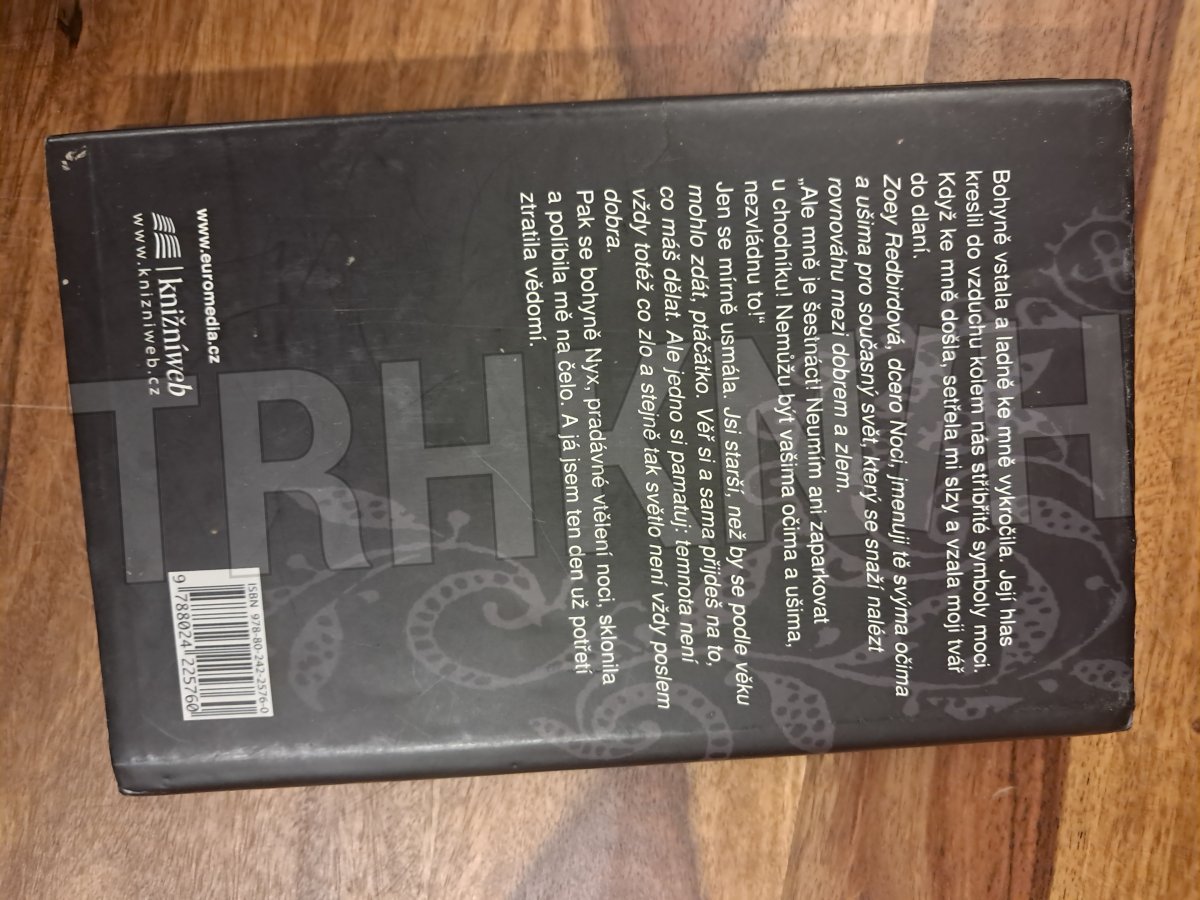 Bohyně vstala a ladně ke mně vykročila. Její hlas
kreslil do vzduchu kolem nás stříbřité symboly moci.
Když ke mně došla, setřela mi slzy a vzala moji tvář
do dlaní.
Zoey Redbirdová, dcero Noci, jmenuji tě svýma očima
a ušima pro současný svět, který se snaží nalézt
rovnováhu mezi dobrem a zlem.
„Ale mně je šestnáct! Neumím ani zaparkovat
u chodníku! Nemůžu být vašima očima a ušima,
nezvládnu to!“
Jen se mírně usmála. Jsi starší, než by se podle věku
mohlo zdát, ptáčátko. Věř si a sama přijdeš na to,
co máš dělat. Ale jedno si pamatuj: temnota není
vždy totéž co zlo a stejně tak světlo není vždy poslem
dobra.
Pak se bohyně Nyx, pradávné vtělení noci, sklonila
a políbila mě na čelo. A já jsem ten den už potřetí
ztratila vědomí.
www.euromedia.cz
knižníweb
www.knizniweb.cz
ISBN 978-80-242-2576-0
9 788024 225760
TRHKNIH